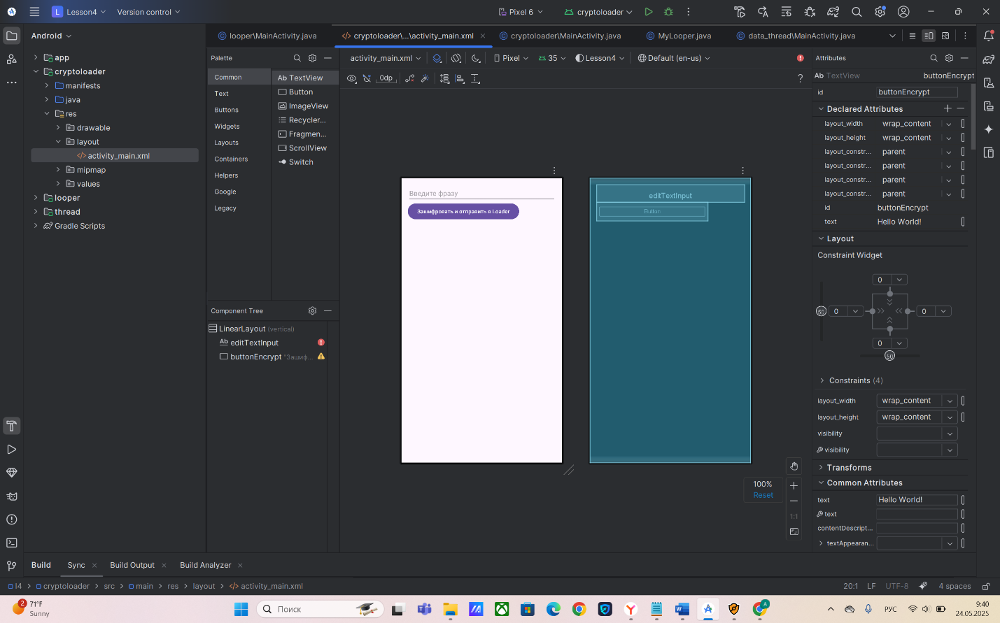 L Lesson4 Version control Pixel 6 cryptoloader
Android
app
cryptoloader
manifests
java
res
drawable
layout
activity_main.xml
mipmap
values
looper
thread
Gradle Scripts
looper\MainActivity.java cryptoloader\...\activity_main.xml cryptoloader\MainActivity.java MyLooper.java data_thread\MainActivity.java
Palette
Common
Text
Buttons
Widgets
Layouts
Containers
Helpers
Google
Legacy
Ab TextView
Button
ImageView
Recycler...
Fragmen...
ScrollView
Switch
activity_main.xml Pixel 35 Lesson4 Default (en-us)
0dp ?
Введите фразу
Зашифровать и отправить в Loader
editTextInput
Button
Component Tree
LinearLayout (vertical)
Ab editTextInput
buttonEncrypt "Зашиф...
100%
Reset
1:1
Attributes
Ab TextView buttonEncrypt
id buttonEncrypt
Declared Attributes
layout_width wrap_content
layout_height wrap_content
layout_constr... parent
layout_constr... parent
layout_constr... parent
layout_constr... parent
id buttonEncrypt
text Hello World!
Layout
Constraint Widget
0
50 0 0
0
50
Constraints (4)
layout_width wrap_content
layout_height wrap_content
visibility
visibility
Transforms
Common Attributes
text Hello World!
text
contentDescript...
textAppearan...
Build Sync Build Output Build Analyzer
l4 cryptoloader src main res layout activity_main.xml 20:1 LF UTF-8 4 spaces
2 71°F
Sunny
Поиск
A
РУС
9:40
24.05.2025